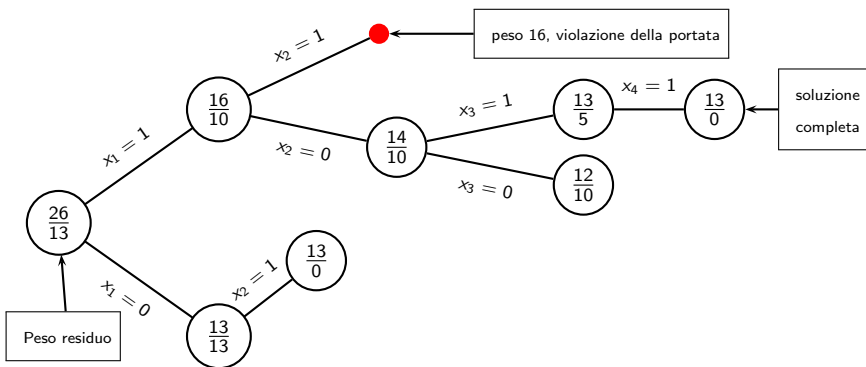 x2 = 1
peso 16, violazione della portata
16
10
x3 = 1
13
5
x4 = 1
13
0
soluzione
completa
x1 = 1
x2 = 0
14
10
x3 = 0
12
10
26
13
x1 = 0
x2 = 1
13
0
13
13
Peso residuo